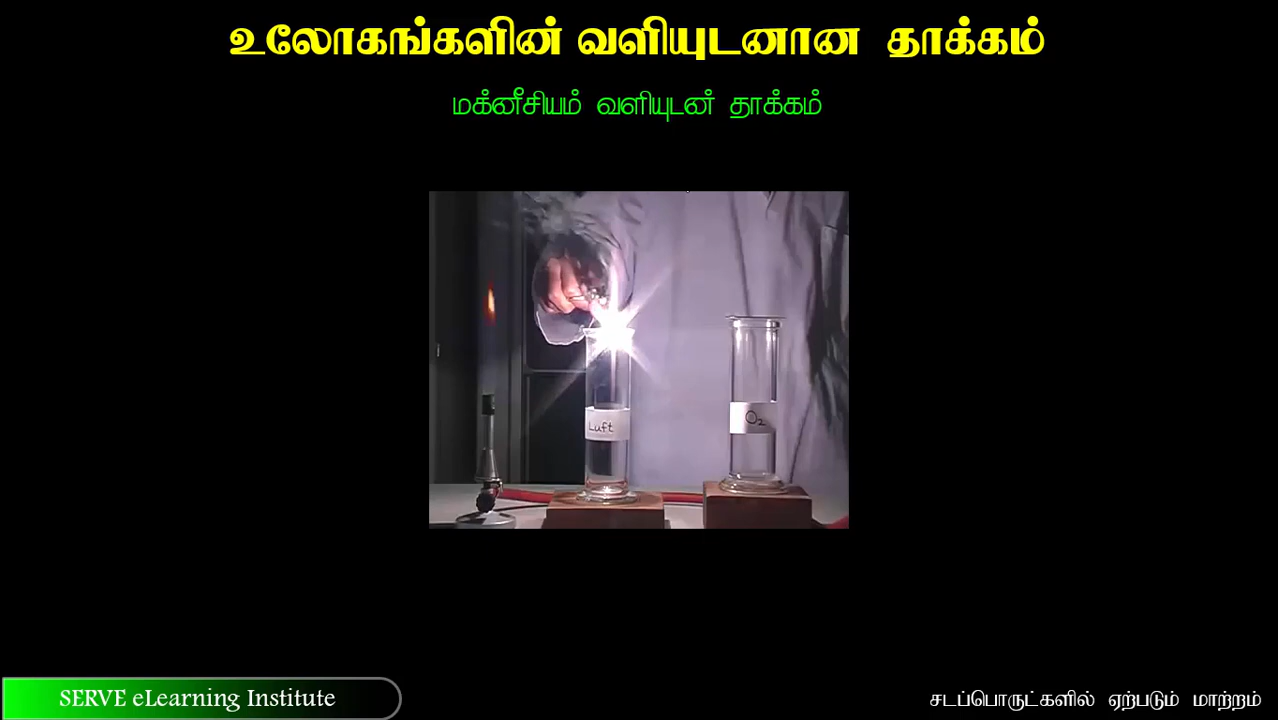 உலோகங்களின் வளியுடனான தாக்கம்
மக்னீசியம் வளியுடன் தாக்கம்
Luft
O₂
SERVE eLearning Institute
சடப்பொருட்களில் ஏற்படும் மாற்றம்